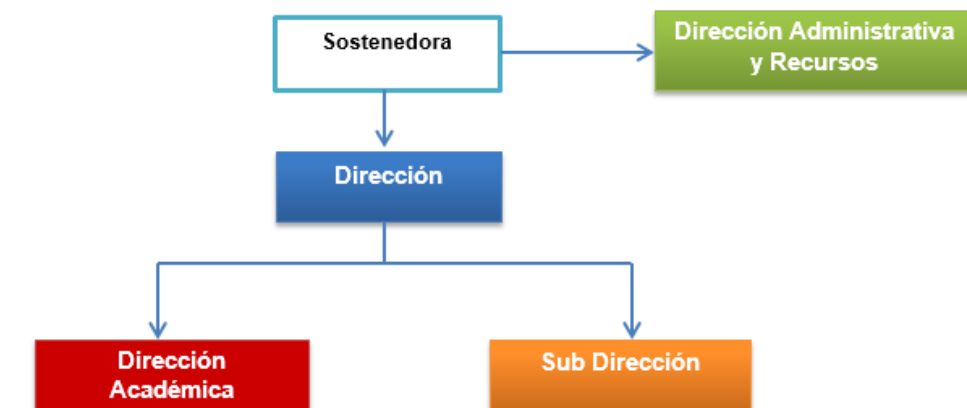 Sostenedora
Dirección Administrativa
y Recursos
Dirección
Dirección
Académica
Sub Dirección